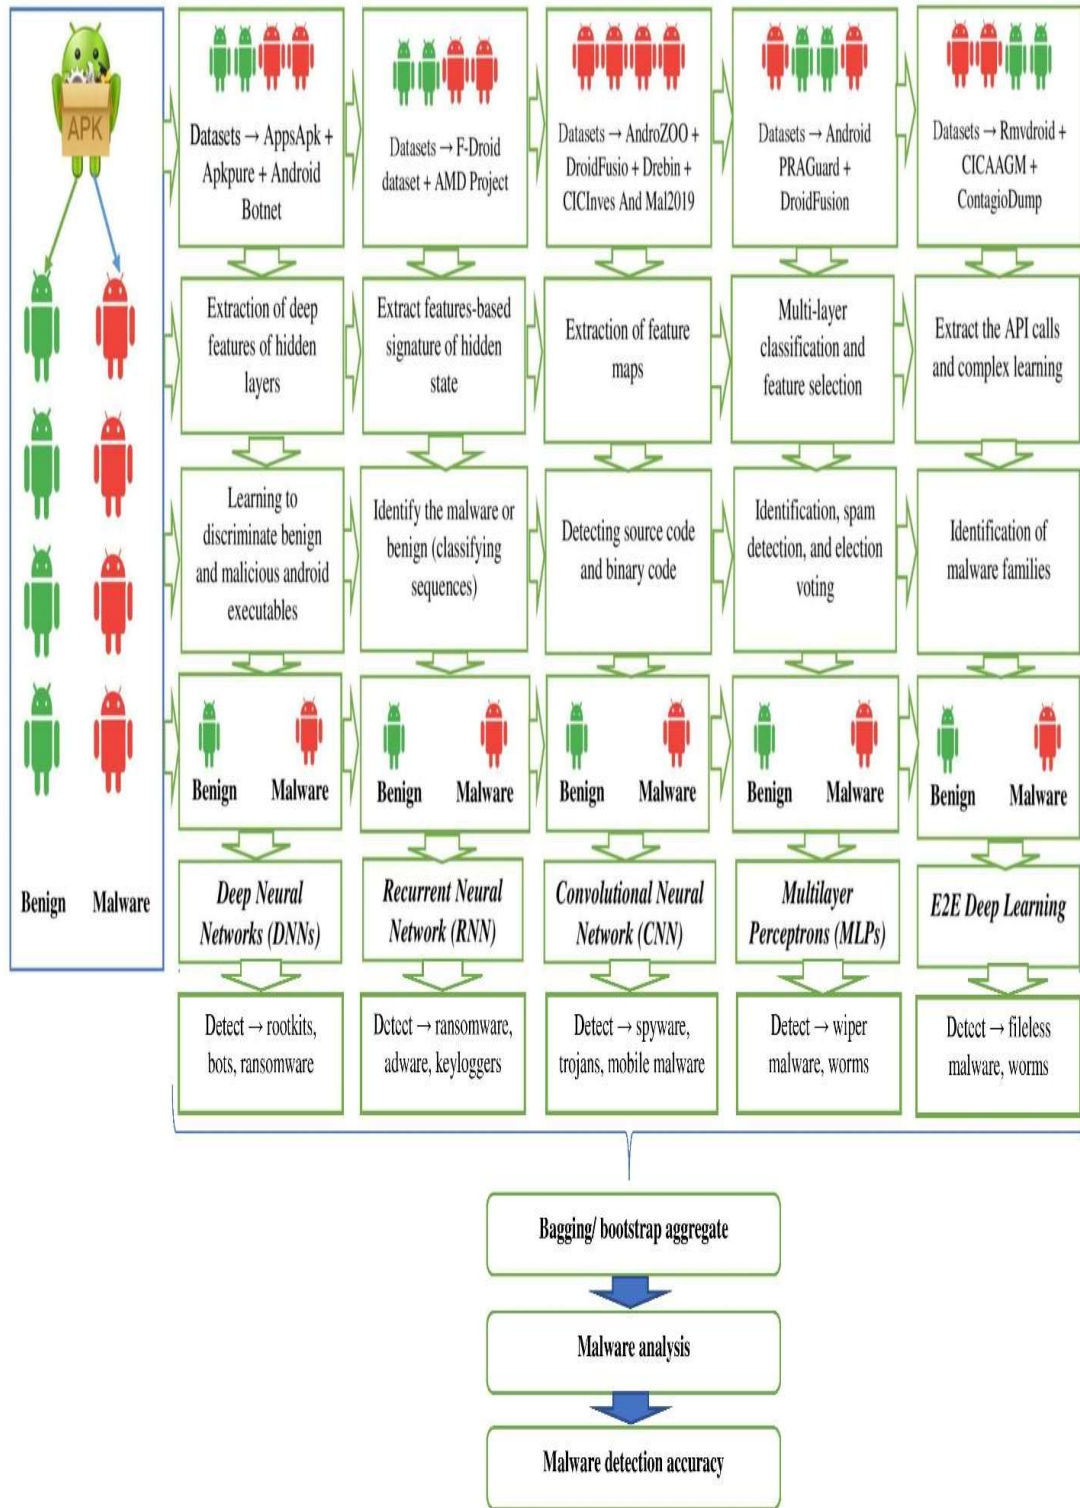 APK
Benign
Malware
Datasets → AppsApk +
Apkpure + Android
Botnet
Datasets → F-Droid
dataset + AMD Project
Datasets → AndroZOO +
DroidFusio + Drebin +
CICInves And Mal2019
Datasets → Android
PRAGuard +
DroidFusion
Datasets → Rmvdroid +
CICAAGM +
ContagioDump
Extraction of deep
features of hidden
layers
Extract features-based
signature of hidden
state
Extraction of feature
maps
Multi-layer
classification and
feature selection
Extract the API calls
and complex learning
Learning to
discriminate benign
and malicious android
executables
Identify the malware or
benign (classifying
sequences)
Detecting source code
and binary code
Identification, spam
detection, and election
voting
Identification of
malware families
Benign Malware
Benign Malware
Benign Malware
Benign Malware
Benign Malware
Deep Neural
Networks (DNNs)
Recurrent Neural
Network (RNN)
Convolutional Neural
Network (CNN)
Multilayer
Perceptrons (MLPs)
E2E Deep Learning
Detect → rootkits,
bots, ransomware
Detect → ransomware,
adware, keyloggers
Detect → spyware,
trojans, mobile malware
Detect → wiper
malware, worms
Detect → fileless
malware, worms
Bagging/ bootstrap aggregate
Malware analysis
Malware detection accuracy